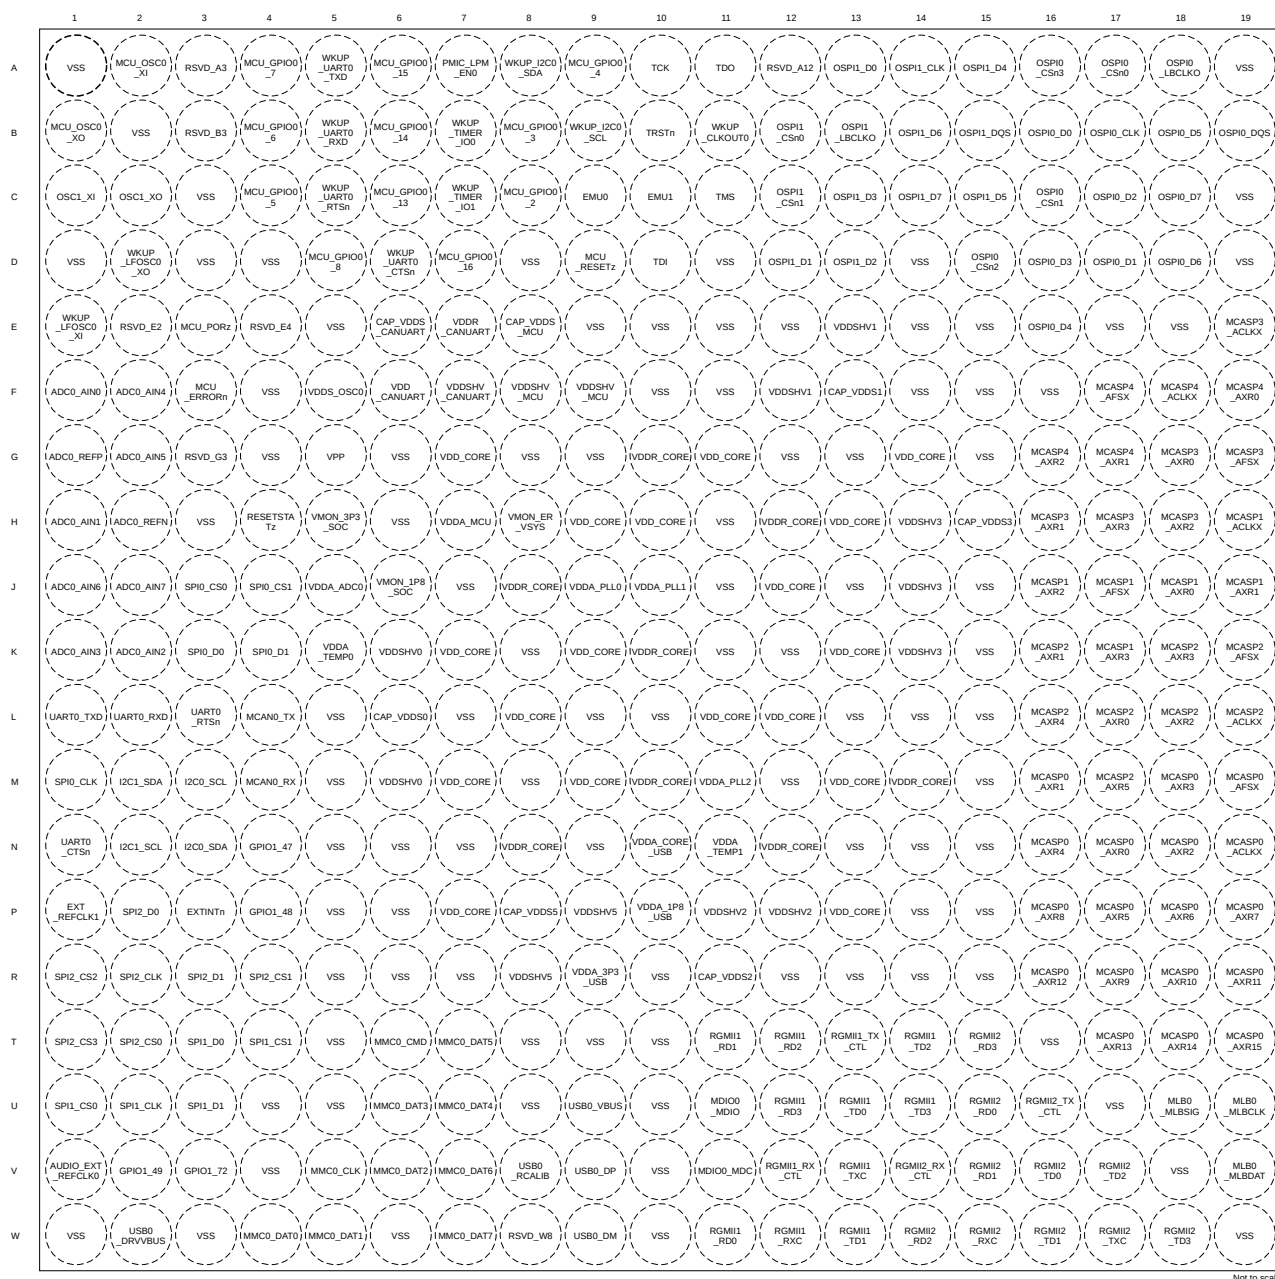 1 2 3 4 5 6 7 8 9 10 11 12 13 14 15 16 17 18 19
A VSS MCU_OSC0_XI RSVD_A3 MCU_GPIO0_7 WKUP_UART0_TXD MCU_GPIO0_15 PMIC_LPM_EN0 WKUP_I2C0_SDA MCU_GPIO0_4 TCK TDO RSVD_A12 OSPI1_D0 OSPI1_CLK OSPI1_D4 OSPI0_CSn3 OSPI0_CSn0 OSPI0_LBCLKO VSS
B MCU_OSC0_XO VSS RSVD_B3 MCU_GPIO0_6 WKUP_UART0_RXD MCU_GPIO0_14 WKUP_TIMER_IO0 MCU_GPIO0_3 WKUP_I2C0_SCL TRSTn WKUP_CLKOUT0 OSPI1_CSn0 OSPI1_LBCLKO OSPI1_D6 OSPI1_DQS OSPI0_D0 OSPI0_CLK OSPI0_D5 OSPI0_DQS
C OSC1_XI OSC1_XO VSS MCU_GPIO0_5 WKUP_UART0_RTSn MCU_GPIO0_13 WKUP_TIMER_IO1 MCU_GPIO0_2 EMU0 EMU1 TMS OSPI1_CSn1 OSPI1_D3 OSPI1_D7 OSPI1_D5 OSPI0_CSn1 OSPI0_D2 OSPI0_D7 VSS
D VSS WKUP_LFOSC0_XO VSS VSS MCU_GPIO0_8 WKUP_UART0_CTSn MCU_GPIO0_16 VSS MCU_RESETz TDI VSS OSPI1_D1 OSPI1_D2 VSS OSPI0_CSn2 OSPI0_D3 OSPI0_D1 OSPI0_D6 VSS
E WKUP_LFOSC0_XI RSVD_E2 MCU_PORz RSVD_E4 VSS CAP_VDDS_CANUART VDDR_CANUART CAP_VDDS_MCU VSS VSS VSS VSS VDDSHV1 VSS VSS OSPI0_D4 VSS VSS MCASP3_ACLKX
F ADC0_AIN0 ADC0_AIN4 MCU_ERRORn VSS VDDS_OSC0 VDD_CANUART VDDSHV_CANUART VDDSHV_MCU VDDSHV_MCU VSS VSS VDDSHV1 CAP_VDDS1 VSS VSS VSS MCASP4_AFSX MCASP4_ACLKX MCASP4_AXR0
G ADC0_REFP ADC0_AIN5 RSVD_G3 VSS VPP VSS VDD_CORE VSS VSS VDDR_CORE VDD_CORE VSS VSS VDD_CORE VSS MCASP4_AXR2 MCASP4_AXR1 MCASP3_AXR0 MCASP3_AFSX
H ADC0_AIN1 ADC0_REFN VSS RESETSTATz VMON_3P3_SOC VSS VDDA_MCU VMON_ER_VSYS VDD_CORE VDD_CORE VSS VDDR_CORE VDD_CORE VDDSHV3 CAP_VDDS3 MCASP3_AXR1 MCASP3_AXR3 MCASP3_AXR2 MCASP1_ACLKX
J ADC0_AIN6 ADC0_AIN7 SPI0_CS0 SPI0_CS1 VDDA_ADC0 VMON_1P8_SOC VSS VDDR_CORE VDDA_PLL0 VDDA_PLL1 VSS VDD_CORE VSS VDDSHV3 VSS MCASP1_AXR2 MCASP1_AFSX MCASP1_AXR0 MCASP1_AXR1
K ADC0_AIN3 ADC0_AIN2 SPI0_D0 SPI0_D1 VDDA_TEMP0 VDDSHV0 VDD_CORE VSS VDD_CORE VDDR_CORE VSS VSS VDD_CORE VDDSHV3 VSS MCASP2_AXR1 MCASP1_AXR3 MCASP2_AXR3 MCASP2_AFSX
L UART0_TXD UART0_RXD UART0_RTSn MCAN0_TX VSS CAP_VDDS0 VSS VDD_CORE VSS VSS VDD_CORE VDD_CORE VSS VSS VSS MCASP2_AXR4 MCASP2_AXR0 MCASP2_AXR2 MCASP2_ACLKX
M SPI0_CLK I2C1_SDA I2C0_SCL MCAN0_RX VSS VDDSHV0 VDD_CORE VSS VDD_CORE VDDR_CORE VDDA_PLL2 VSS VDD_CORE VDDR_CORE VSS MCASP0_AXR1 MCASP2_AXR5 MCASP0_AXR3 MCASP0_AFSX
N UART0_CTSn I2C1_SCL I2C0_SDA GPIO1_47 VSS VSS VSS VDDR_CORE VSS VDDA_CORE_USB VDDA_TEMP1 VDDR_CORE VSS VSS VSS MCASP0_AXR4 MCASP0_AXR0 MCASP0_AXR2 MCASP0_ACLKX
P EXT_REFCLK1 SPI2_D0 EXTINTn GPIO1_48 VSS VSS VDD_CORE CAP_VDDS5 VDDSHV5 VDDA_1P8_USB VDDSHV2 VDDSHV2 VDD_CORE VSS VSS MCASP0_AXR8 MCASP0_AXR5 MCASP0_AXR6 MCASP0_AXR7
R SPI2_CS2 SPI2_CLK SPI2_D1 SPI2_CS1 VSS VSS VSS VDDSHV5 VDDA_3P3_USB VSS CAP_VDDS2 VSS VSS VSS VSS MCASP0_AXR12 MCASP0_AXR9 MCASP0_AXR10 MCASP0_AXR11
T SPI2_CS3 SPI2_CS0 SPI1_D0 SPI1_CS1 VSS MMC0_CMD MMC0_DAT5 VSS VSS VSS RGMII1_RD1 RGMII1_RD2 RGMII1_TX_CTL RGMII1_TD2 RGMII2_RD3 VSS MCASP0_AXR13 MCASP0_AXR14 MCASP0_AXR15
U SPI1_CS0 SPI1_CLK SPI1_D1 VSS VSS MMC0_DAT3 MMC0_DAT4 VSS USB0_VBUS VSS MDIO0_MDIO RGMII1_RD3 RGMII1_TD0 RGMII1_TD3 RGMII2_RD0 RGMII2_TX_CTL VSS MLB0_MLBSIG MLB0_MLBCLK
V AUDIO_EXT_REFCLK0 GPIO1_49 GPIO1_72 VSS MMC0_CLK MMC0_DAT2 MMC0_DAT6 USB0_RCALIB USB0_DP VSS MDIO0_MDC RGMII1_RX_CTL RGMII1_TXC RGMII2_RX_CTL RGMII2_RD1 RGMII2_TD0 RGMII2_TD2 VSS MLB0_MLBDAT
W VSS USB0_DRVVBUS VSS MMC0_DAT0 MMC0_DAT1 VSS MMC0_DAT7 RSVD_W8 USB0_DM VSS RGMII1_RD0 RGMII1_RXC RGMII1_TD1 RGMII2_RD2 RGMII2_RXC RGMII2_TD1 RGMII2_TXC RGMII2_TD3 VSS
Not to